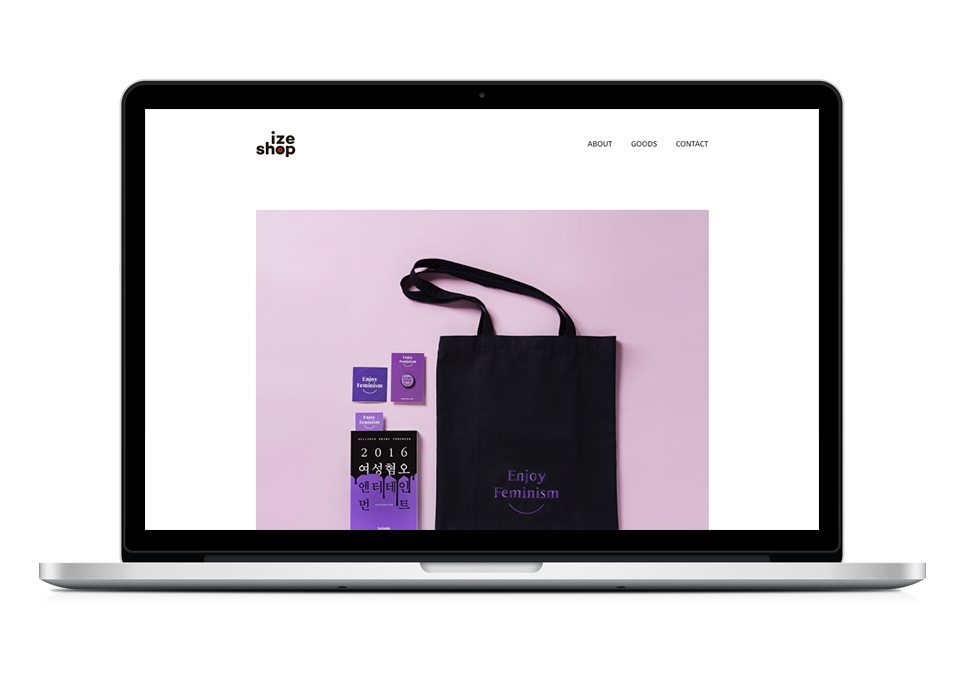 ize
shop
ABOUT
GOODS
CONTACT
Enjoy
Feminism
Enjoy
Feminism
Enjoy
Feminism
2016
여성혐오
엔터테인
먼트
Enjoy
Feminism